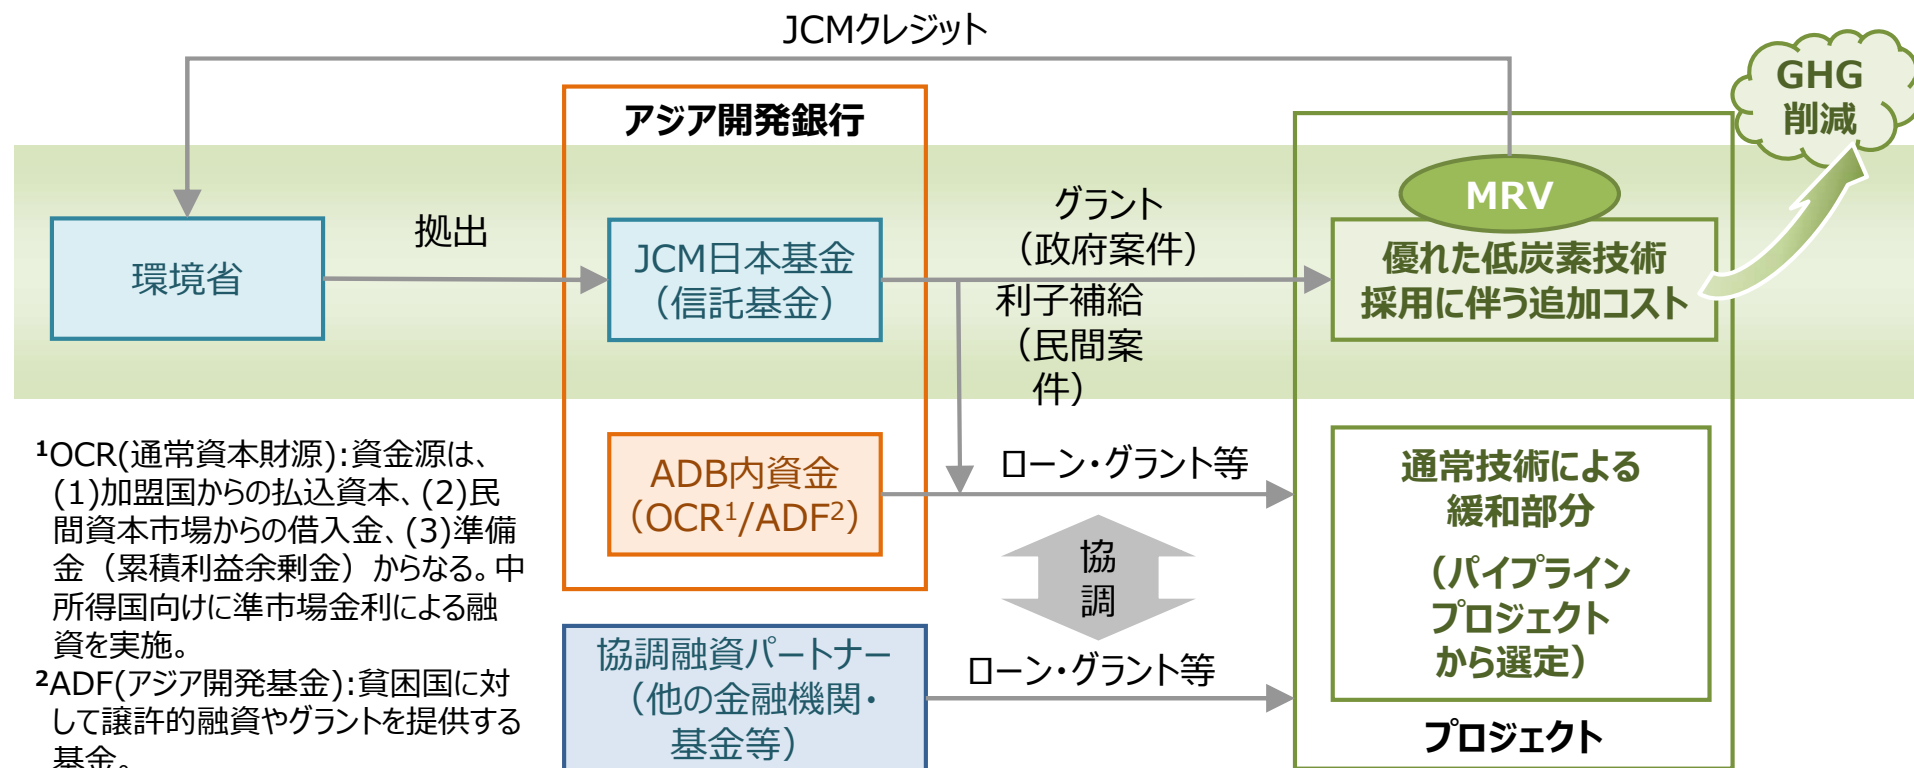 JCMクレジット
GHG
削減
アジア開発銀行
MRV
環境省
拠出
JCM日本基金
（信託基金）
グラント
（政府案件）
利子補給
（民間案
件）
優れた低炭素技術
採用に伴う追加コスト
¹OCR(通常資本財源):資金源は、
(1)加盟国からの払込資本、(2)民
間資本市場からの借入金、(3)準備
金（累積利益余剰金）からなる。中
所得国向けに準市場金利による融
資を実施。
²ADF(アジア開発基金):貧困国に対
して譲許的融資やグラントを提供する
基金。
ADB内資金
（OCR¹/ADF²）
ローン・グラント等
協
調
協調融資パートナー
（他の金融機関・
基金等）
ローン・グラント等
通常技術による
緩和部分
（パイプライン
プロジェクト
から選定）
プロジェクト